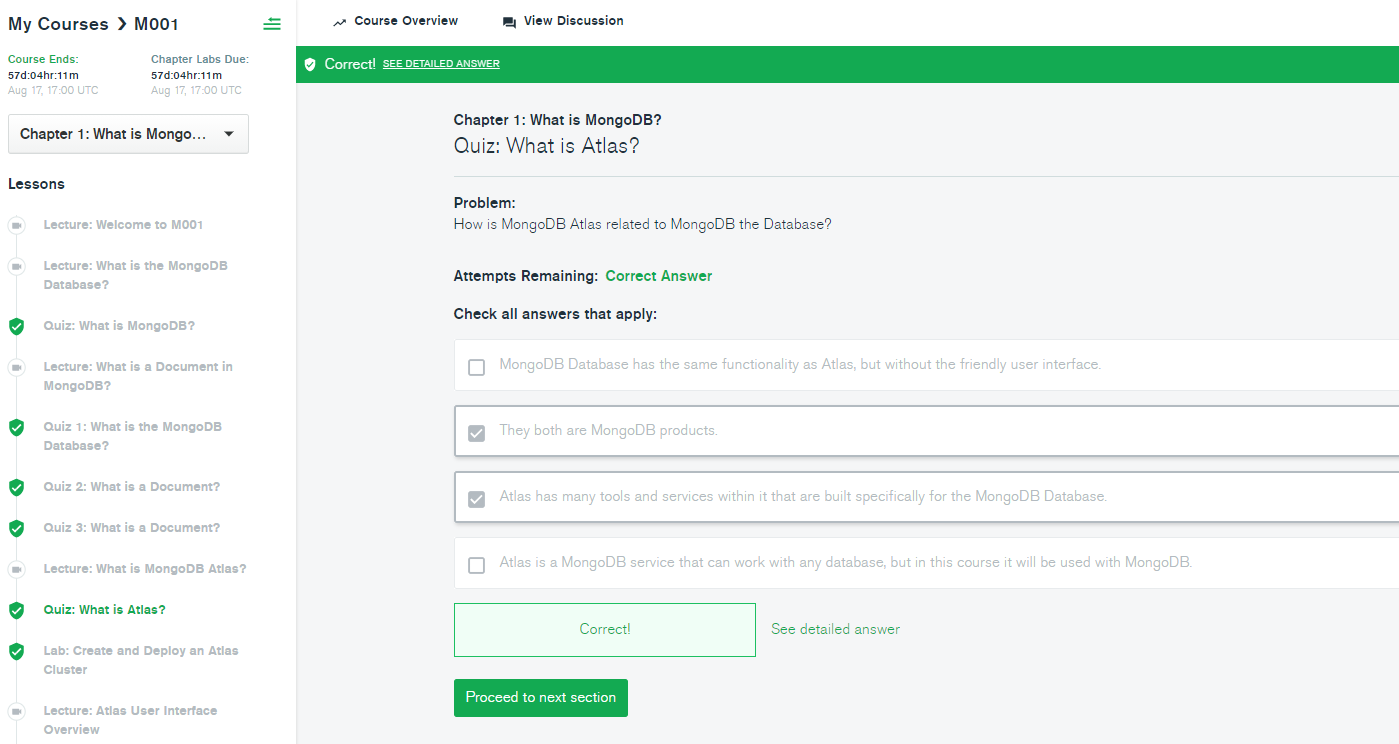 My Courses > M001
Course Ends:
57d:04hr:11m
Aug 17, 17:00 UTC
Chapter Labs Due:
57d:04hr:11m
Aug 17, 17:00 UTC
Chapter 1: What is Mongo...
Lessons
Lecture: Welcome to M001
Lecture: What is the MongoDB
Database?
Quiz: What is MongoDB?
Lecture: What is a Document in
MongoDB?
Quiz 1: What is the MongoDB
Database?
Quiz 2: What is a Document?
Quiz 3: What is a Document?
Lecture: What is MongoDB Atlas?
Quiz: What is Atlas?
Lab: Create and Deploy an Atlas
Cluster
Lecture: Atlas User Interface
Overview
Course Overview
View Discussion
Correct! SEE DETAILED ANSWER
Chapter 1: What is MongoDB?
Quiz: What is Atlas?
Problem:
How is MongoDB Atlas related to MongoDB the Database?
Attempts Remaining: Correct Answer
Check all answers that apply:
MongoDB Database has the same functionality as Atlas, but without the friendly user interface.
They both are MongoDB products.
Atlas has many tools and services within it that are built specifically for the MongoDB Database.
Atlas is a MongoDB service that can work with any database, but in this course it will be used with MongoDB.
Correct!
See detailed answer
Proceed to next section